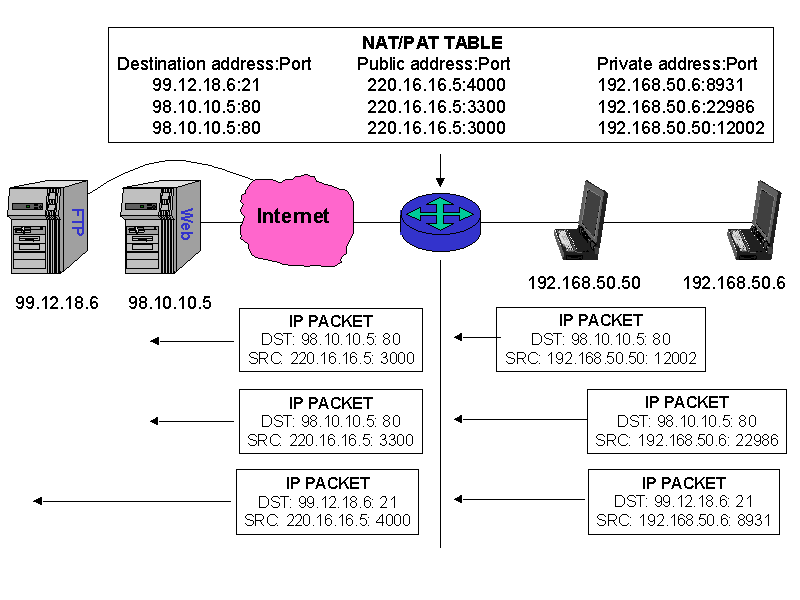 NAT/PAT TABLE
Destination address:Port Public address:Port Private address:Port
99.12.18.6:21 220.16.16.5:4000 192.168.50.6:8931
98.10.10.5:80 220.16.16.5:3300 192.168.50.6:22986
98.10.10.5:80 220.16.16.5:3000 192.168.50.50:12002
FTP
Web
Internet
99.12.18.6
98.10.10.5
192.168.50.50
192.168.50.6
IP PACKET
DST: 98.10.10.5: 80
SRC: 220.16.16.5: 3000
IP PACKET
DST: 98.10.10.5: 80
SRC: 192.168.50.50: 12002
IP PACKET
DST: 98.10.10.5: 80
SRC: 220.16.16.5: 3300
IP PACKET
DST: 98.10.10.5: 80
SRC: 192.168.50.6: 22986
IP PACKET
DST: 99.12.18.6: 21
SRC: 220.16.16.5: 4000
IP PACKET
DST: 99.12.18.6: 21
SRC: 192.168.50.6: 8931